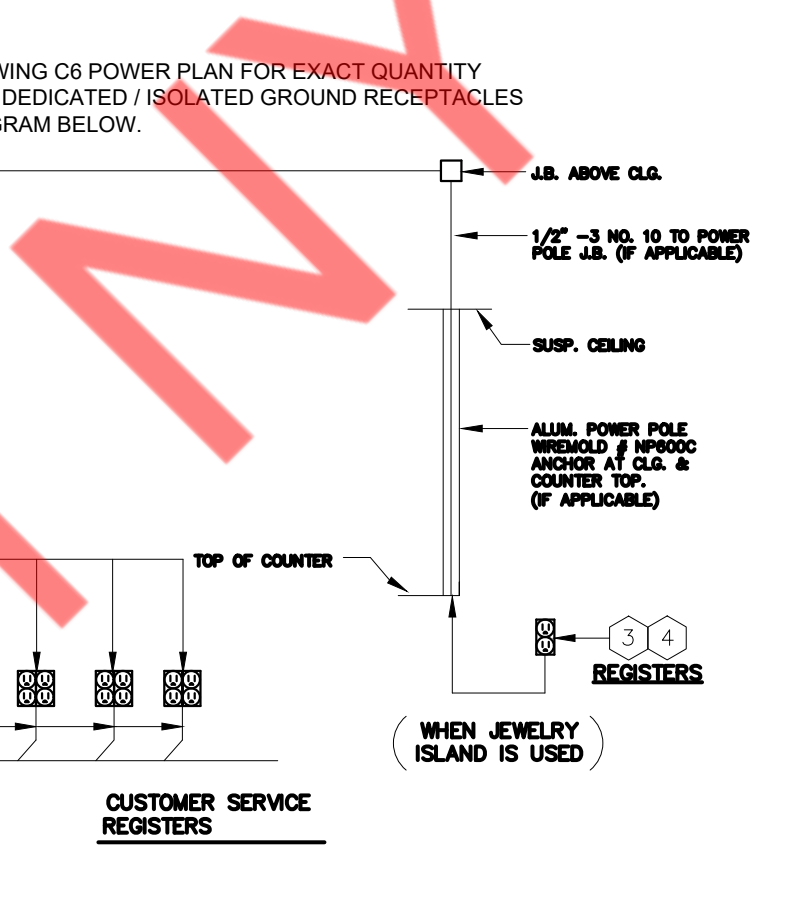 WING C6 POWER PLAN FOR EXACT QUANTITY
DEDICATED / ISOLATED GROUND RECEPTACLES
GRAM BELOW.
J.B. ABOVE CLG.
1/2" -3 NO. 10 TO POWER
POLE J.B. (IF APPLICABLE)
SUSP. CEILING
ALUM. POWER POLE
WIREMOLD # NP600C
ANCHOR AT CLG. &
COUNTER TOP.
(IF APPLICABLE)
TOP OF COUNTER
3 4
REGISTERS
(WHEN JEWELRY
ISLAND IS USED)
CUSTOMER SERVICE
REGISTERS